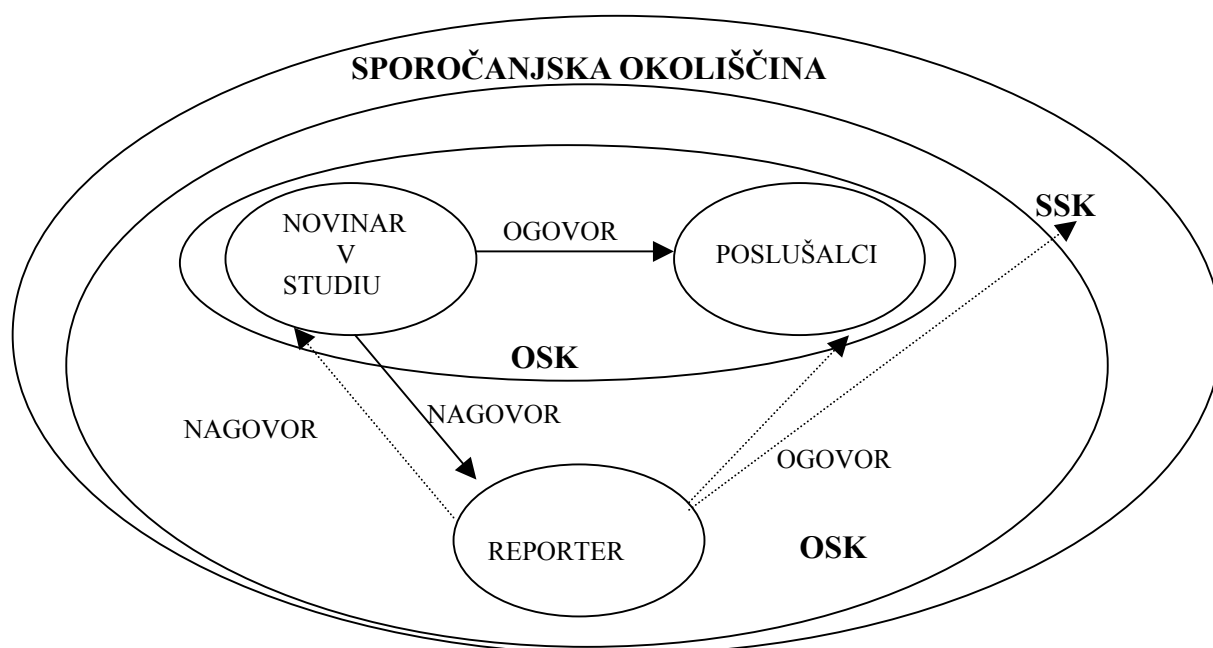 SPOROČANJSKA OKOLIŠČINA
SSK
NOVINAR
V
STUDIU
OGOVOR
POSLUŠALCI
OSK
NAGOVOR
NAGOVOR
OGOVOR
REPORTER
OSK